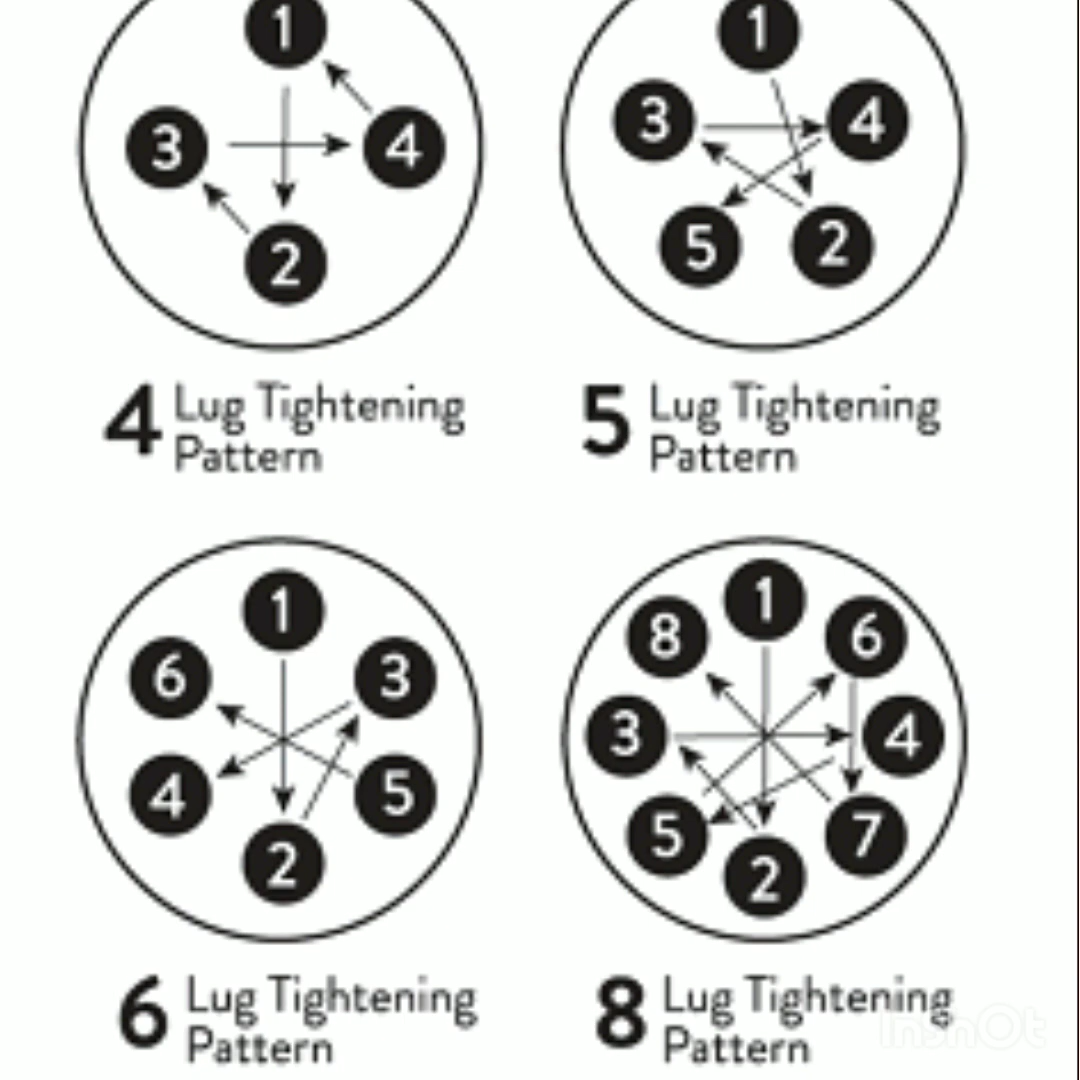 1
3 4
2
4 Lug Tightening
Pattern
1
3 4
5 2
5 Lug Tightening
Pattern
1
6 3
4 5
2
6 Lug Tightening
Pattern
1
8 6
3 4
5 7
2
8 Lug Tightening
Pattern
InShOt